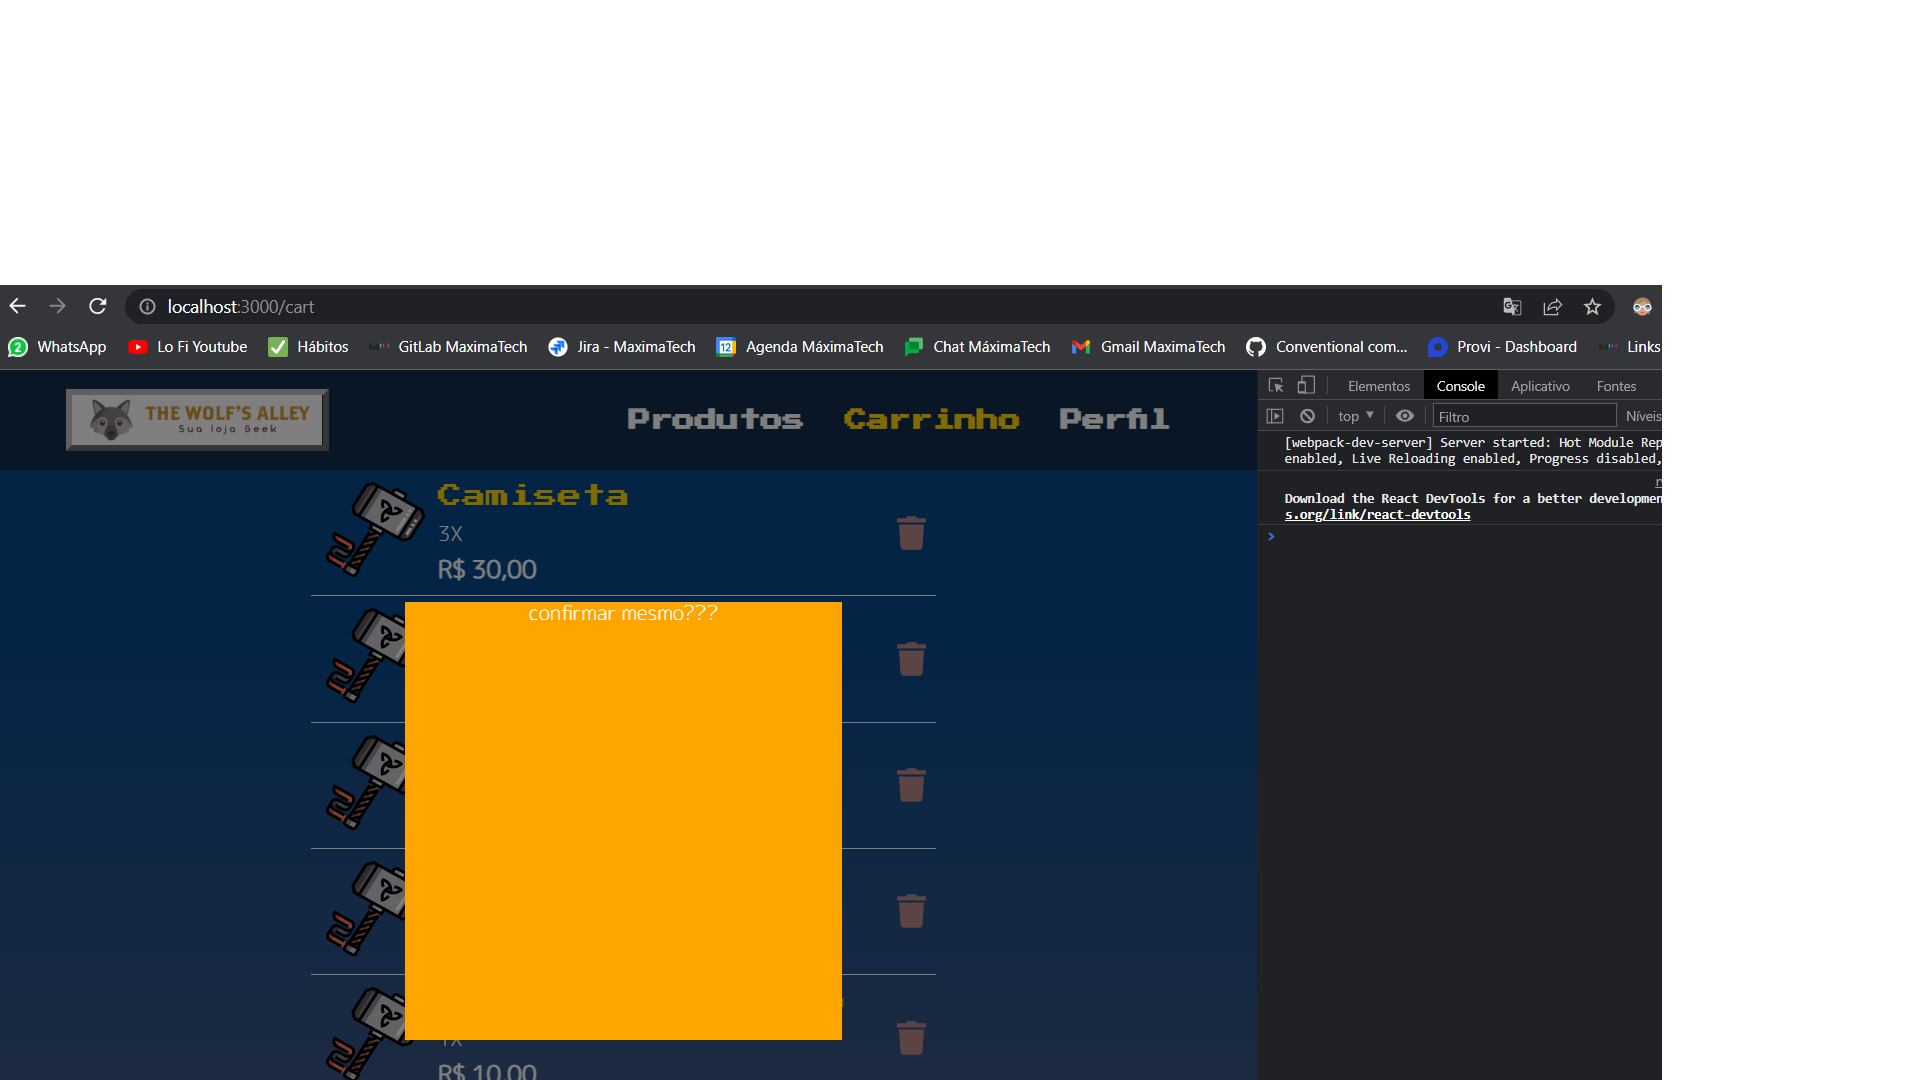 localhost:3000/cart
2 WhatsApp
Lo Fi Youtube
Hábitos
GitLab MaximaTech
Jira - MaximaTech
12 Agenda MáximaTech
Chat MáximaTech
Gmail MaximaTech
Conventional com...
Provi - Dashboard
Links
THE WOLF'S ALLEY
Sua loja Geek
Produtos Carrinho Perfil
Elementos Console Aplicativo Fontes
top Filtro Níveis
[webpack-dev-server] Server started: Hot Module Rep
enabled, Live Reloading enabled, Progress disabled,
Download the React DevTools for a better developmen
s.org/link/react-devtools
Camiseta
3X
R$ 30,00
confirmar mesmo???
1X
R$ 10,00